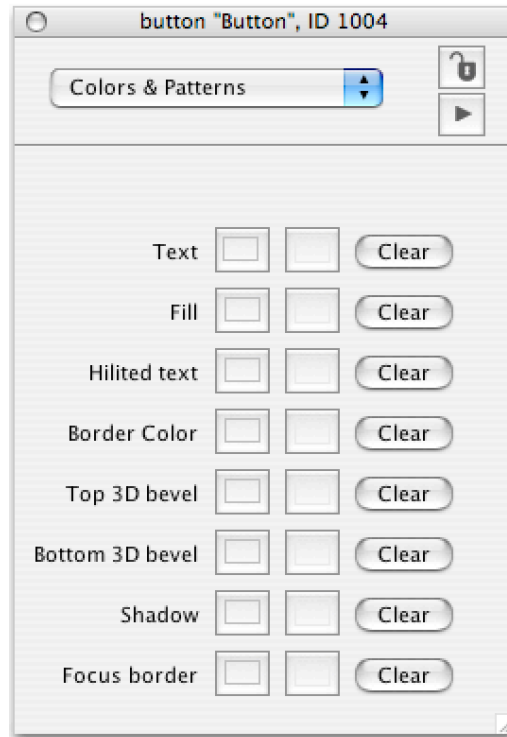 button "Button", ID 1004
Colors & Patterns
Text Clear
Fill Clear
Hilited text Clear
Border Color Clear
Top 3D bevel Clear
Bottom 3D bevel Clear
Shadow Clear
Focus border Clear